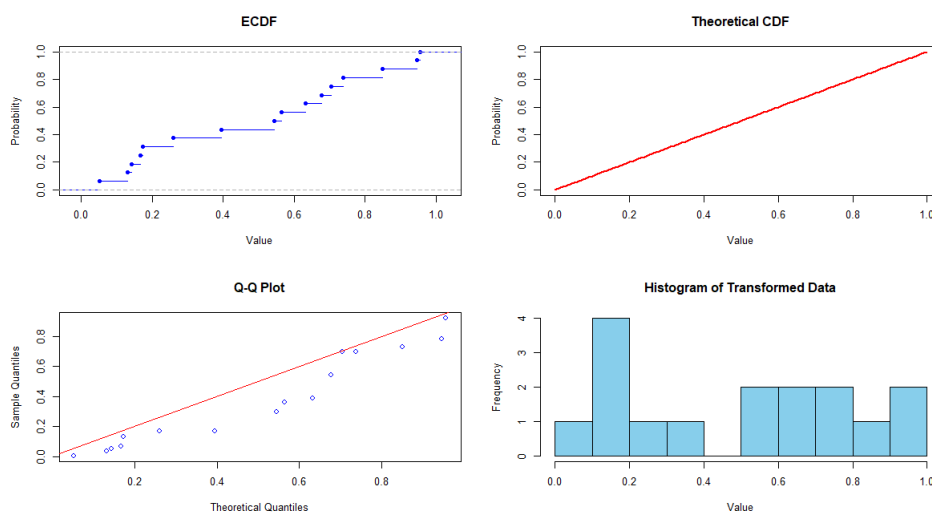 ECDF
Probability
0.0 0.2 0.4 0.6 0.8 1.0
0.0 0.2 0.4 0.6 0.8 1.0
Value
Theoretical CDF
Probability
0.0 0.2 0.4 0.6 0.8 1.0
0.0 0.2 0.4 0.6 0.8 1.0
Value
Q-Q Plot
Sample Quantiles
0.0 0.2 0.4 0.6 0.8
0.2 0.4 0.6 0.8
Theoretical Quantiles
Histogram of Transformed Data
Frequency
0 1 2 3 4
0.0 0.2 0.4 0.6 0.8 1.0
Value